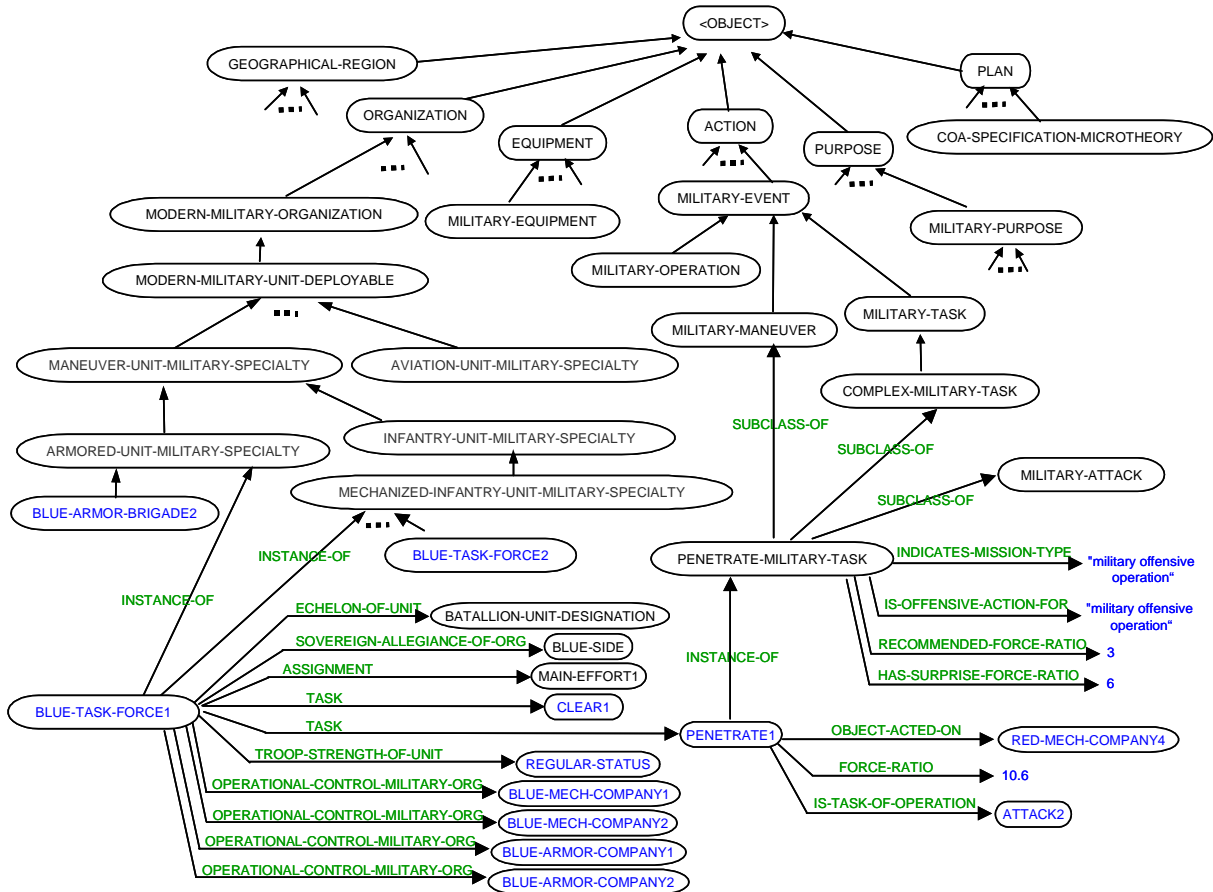 <OBJECT>
GEOGRAPHICAL-REGION
PLAN
ORGANIZATION
EQUIPMENT
ACTION
PURPOSE
COA-SPECIFICATION-MICROTHEORY
MODERN-MILITARY-ORGANIZATION
MILITARY-EQUIPMENT
MILITARY-EVENT
MILITARY-PURPOSE
MODERN-MILITARY-UNIT-DEPLOYABLE
MILITARY-OPERATION
MILITARY-MANEUVER
MILITARY-TASK
MANEUVER-UNIT-MILITARY-SPECIALTY
AVIATION-UNIT-MILITARY-SPECIALTY
COMPLEX-MILITARY-TASK
SUBCLASS-OF
SUBCLASS-OF
SUBCLASS-OF
ARMORED-UNIT-MILITARY-SPECIALTY
INFANTRY-UNIT-MILITARY-SPECIALTY
MILITARY-ATTACK
MECHANIZED-INFANTRY-UNIT-MILITARY-SPECIALTY
BLUE-ARMOR-BRIGADE2
BLUE-TASK-FORCE2
INSTANCE-OF
INSTANCE-OF
PENETRATE-MILITARY-TASK
INDICATES-MISSION-TYPE
"military offensive
operation“
IS-OFFENSIVE-ACTION-FOR
"military offensive
operation“
RECOMMENDED-FORCE-RATIO
3
HAS-SURPRISE-FORCE-RATIO
6
INSTANCE-OF
ECHELON-OF-UNIT
BATALLION-UNIT-DESIGNATION
SOVEREIGN-ALLEGIANCE-OF-ORG
BLUE-SIDE
ASSIGNMENT
MAIN-EFFORT1
BLUE-TASK-FORCE1
TASK
CLEAR1
TASK
PENETRATE1
OBJECT-ACTED-ON
RED-MECH-COMPANY4
FORCE-RATIO
10.6
IS-TASK-OF-OPERATION
ATTACK2
TROOP-STRENGTH-OF-UNIT
REGULAR-STATUS
OPERATIONAL-CONTROL-MILITARY-ORG
BLUE-MECH-COMPANY1
OPERATIONAL-CONTROL-MILITARY-ORG
BLUE-MECH-COMPANY2
OPERATIONAL-CONTROL-MILITARY-ORG
BLUE-ARMOR-COMPANY1
OPERATIONAL-CONTROL-MILITARY-ORG
BLUE-ARMOR-COMPANY2